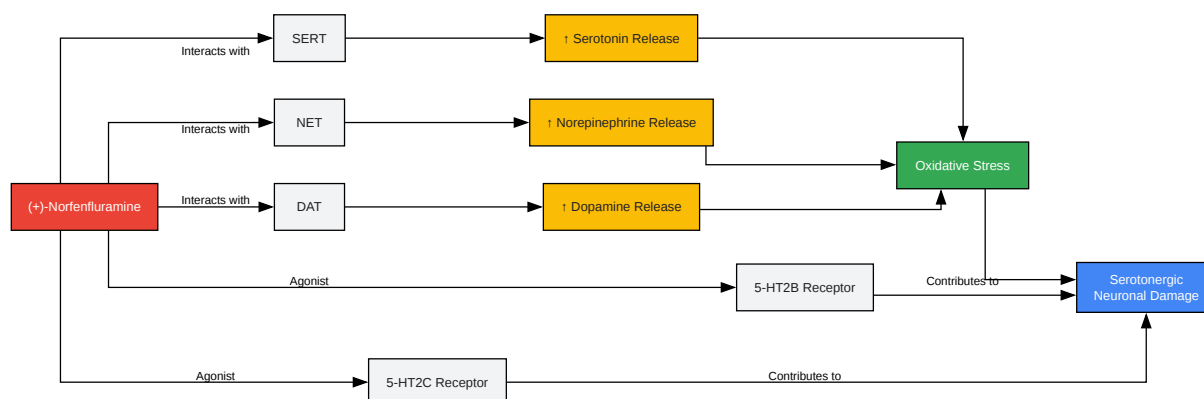 SERT
↑ Serotonin Release
Interacts with
NET
↑ Norepinephrine Release
Interacts with
Oxidative Stress
(+)-Norfenfluramine
Interacts with
DAT
↑ Dopamine Release
Agonist
5-HT2B Receptor
Contributes to
Serotonergic
Neuronal Damage
Agonist
5-HT2C Receptor
Contributes to